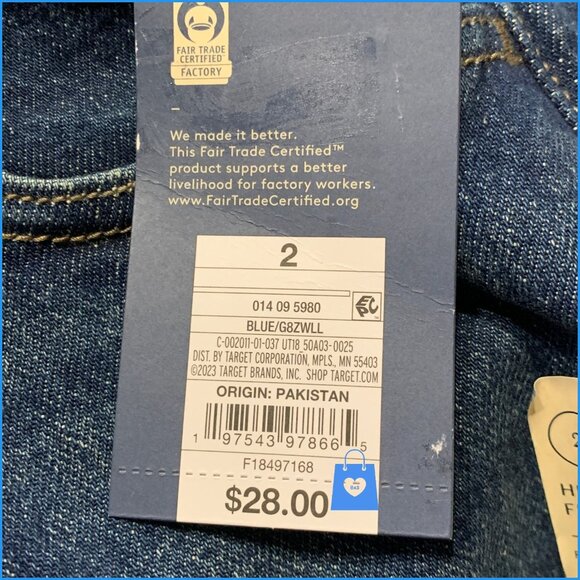 FAIR TRADE
CERTIFIED™
FACTORY
We made it better.
This Fair Trade Certified™
product supports a better
livelihood for factory workers.
www.FairTradeCertified.org
2
014 09 5980
BLUE/G8ZWLL
C-002011-01-037 UT18 50A03-0025
DIST. BY TARGET CORPORATION, MPLS., MN 55403
©2023 TARGET BRANDS, INC. SHOP TARGET.COM
ORIGIN: PAKISTAN
1 97543 97866 5
F18497168
$28.00